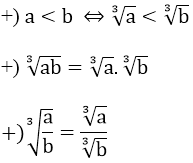 +) a < b ⇔ ∛a < ∛b
+) ∛ab = ∛a . ∛b
+) ∛(a/b) = ∛a/∛b